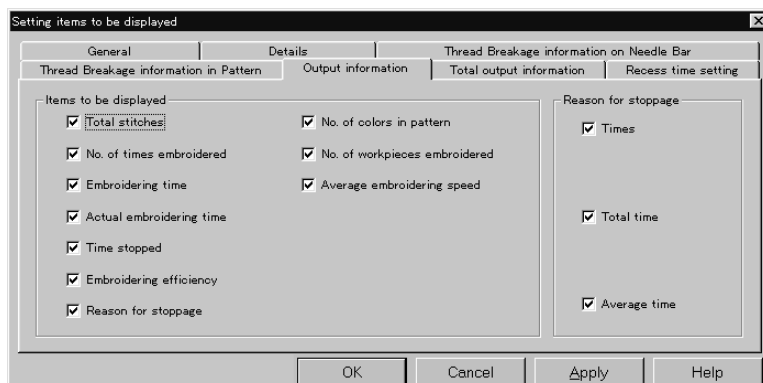 Setting items to be displayed
General
Details
Thread Breakage information on Needle Bar
Thread Breakage information in Pattern
Output information
Total output information
Recess time setting
Items to be displayed
Total stitches
No. of times embroidered
Embroidering time
Actual embroidering time
Time stopped
Embroidering efficiency
Reason for stoppage
No. of colors in pattern
No. of workpieces embroidered
Average embroidering speed
Reason for stoppage
Times
Total time
Average time
OK
Cancel
Apply
Help